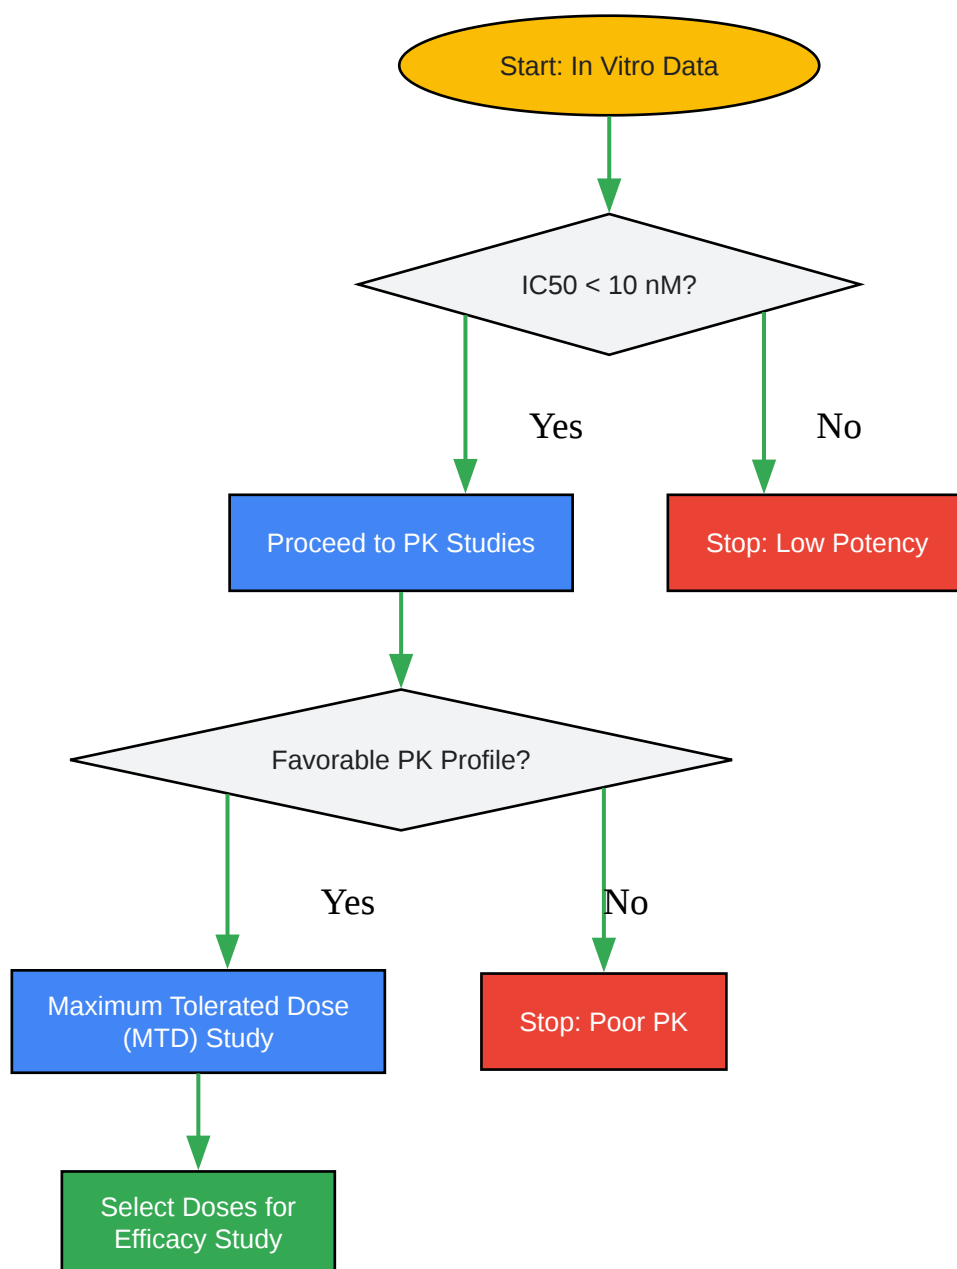 Start: In Vitro Data
IC50 < 10 nM?
Yes
No
Proceed to PK Studies
Stop: Low Potency
Favorable PK Profile?
Yes
No
Maximum Tolerated Dose
(MTD) Study
Stop: Poor PK
Select Doses for
Efficacy Study